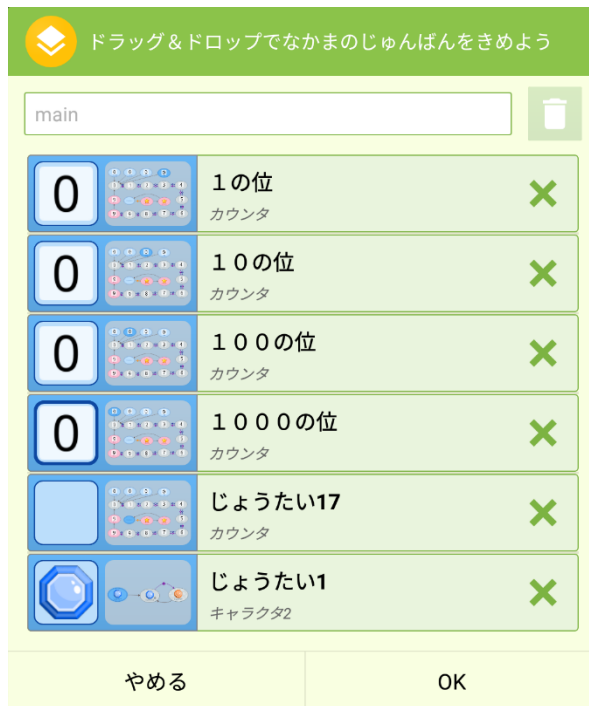 ドラッグ＆ドロップでなかまのじゅんばんをきめよう
main
0
１の位
カウンタ
0
１０の位
カウンタ
0
１００の位
カウンタ
0
１０００の位
カウンタ
じょうたい17
カウンタ
じょうたい1
キャラクタ2
やめる
OK